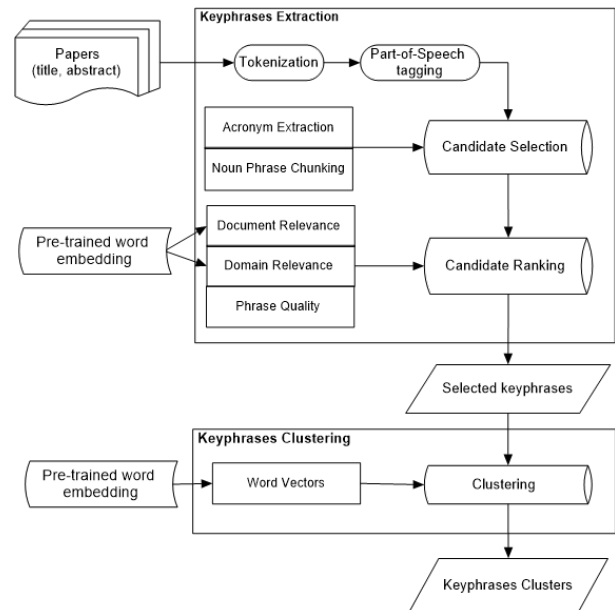 Keyphrases Extraction
Papers
(title, abstract)
Tokenization
Part-of-Speech
tagging
Acronym Extraction
Noun Phrase Chunking
Candidate Selection
Pre-trained word
embedding
Document Relevance
Domain Relevance
Phrase Quality
Candidate Ranking
Selected keyphrases
Keyphrases Clustering
Pre-trained word
embedding
Word Vectors
Clustering
Keyphrases Clusters